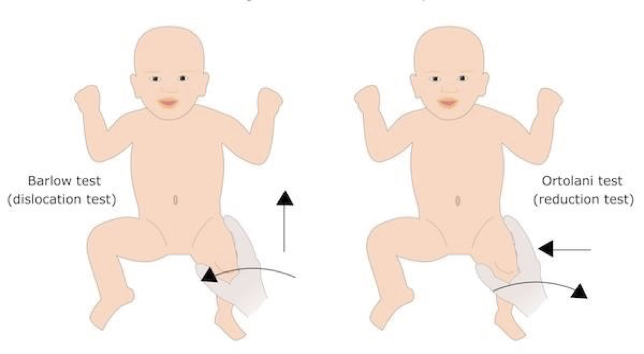 Barlow test
(dislocation test)
Ortolani test
(reduction test)